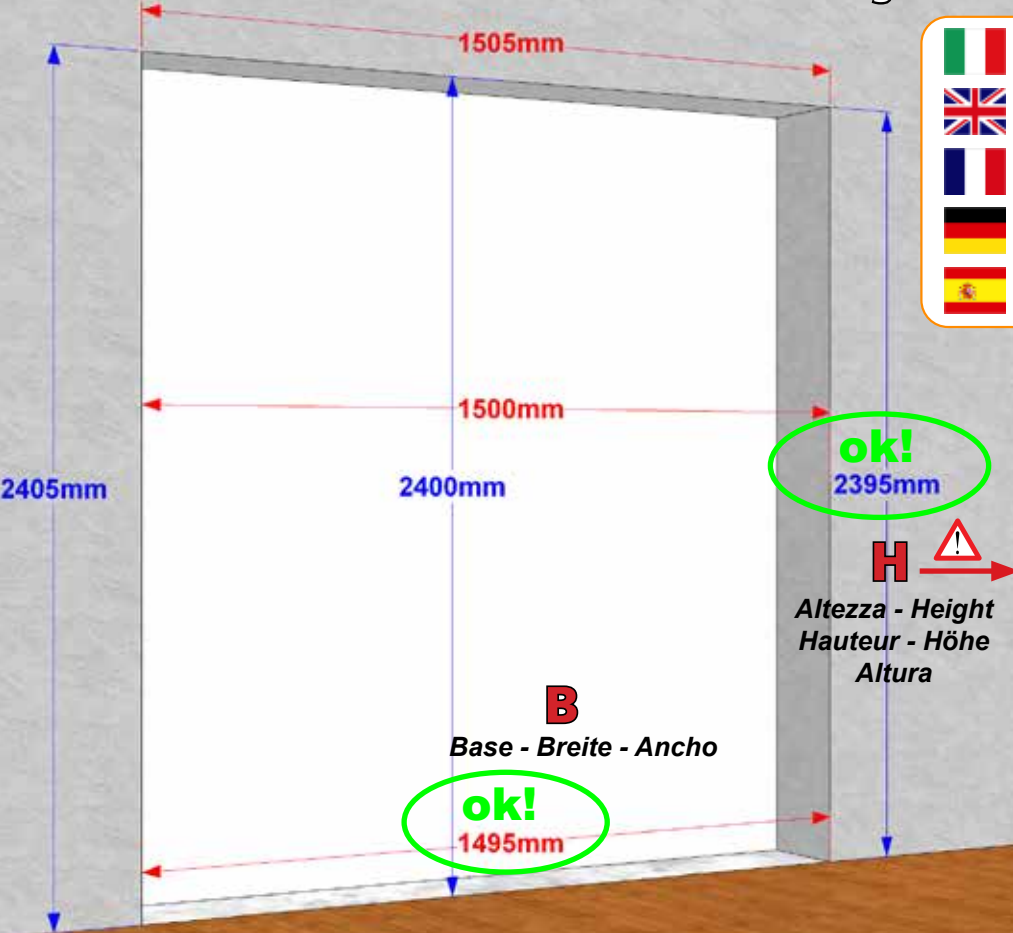 1505mm
1500mm
ok!
2405mm
2400mm
2395mm
H
Altezza - Height
Hauteur - Höhe
Altura
B
Base - Breite - Ancho
ok!
1495mm